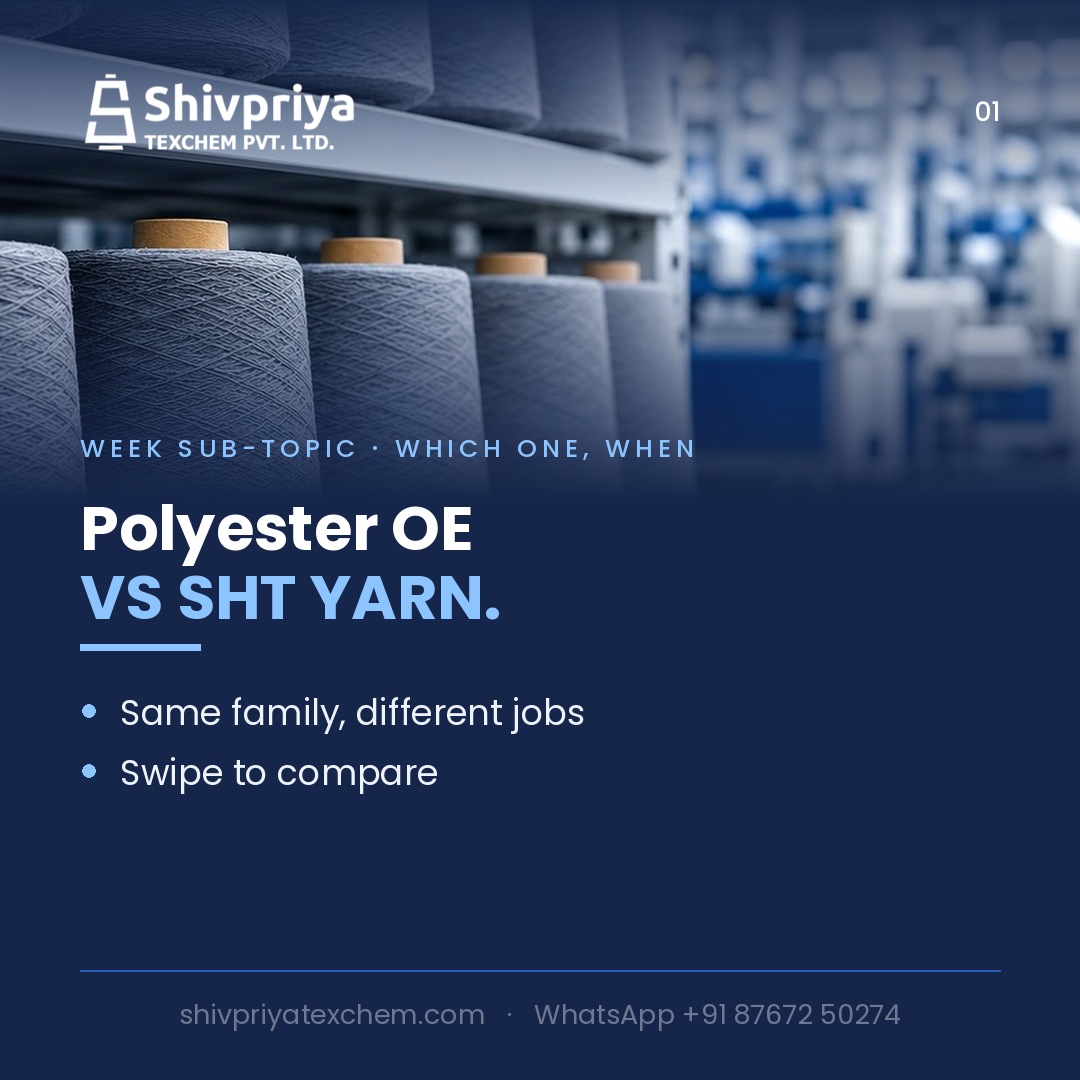 Shivpriya
TEXCHEM PVT. LTD.
01
WEEK SUB-TOPIC · WHICH ONE, WHEN
Polyester OE
VS SHT YARN.
• Same family, different jobs
• Swipe to compare
shivpriyatexchem.com · WhatsApp +91 87672 50274